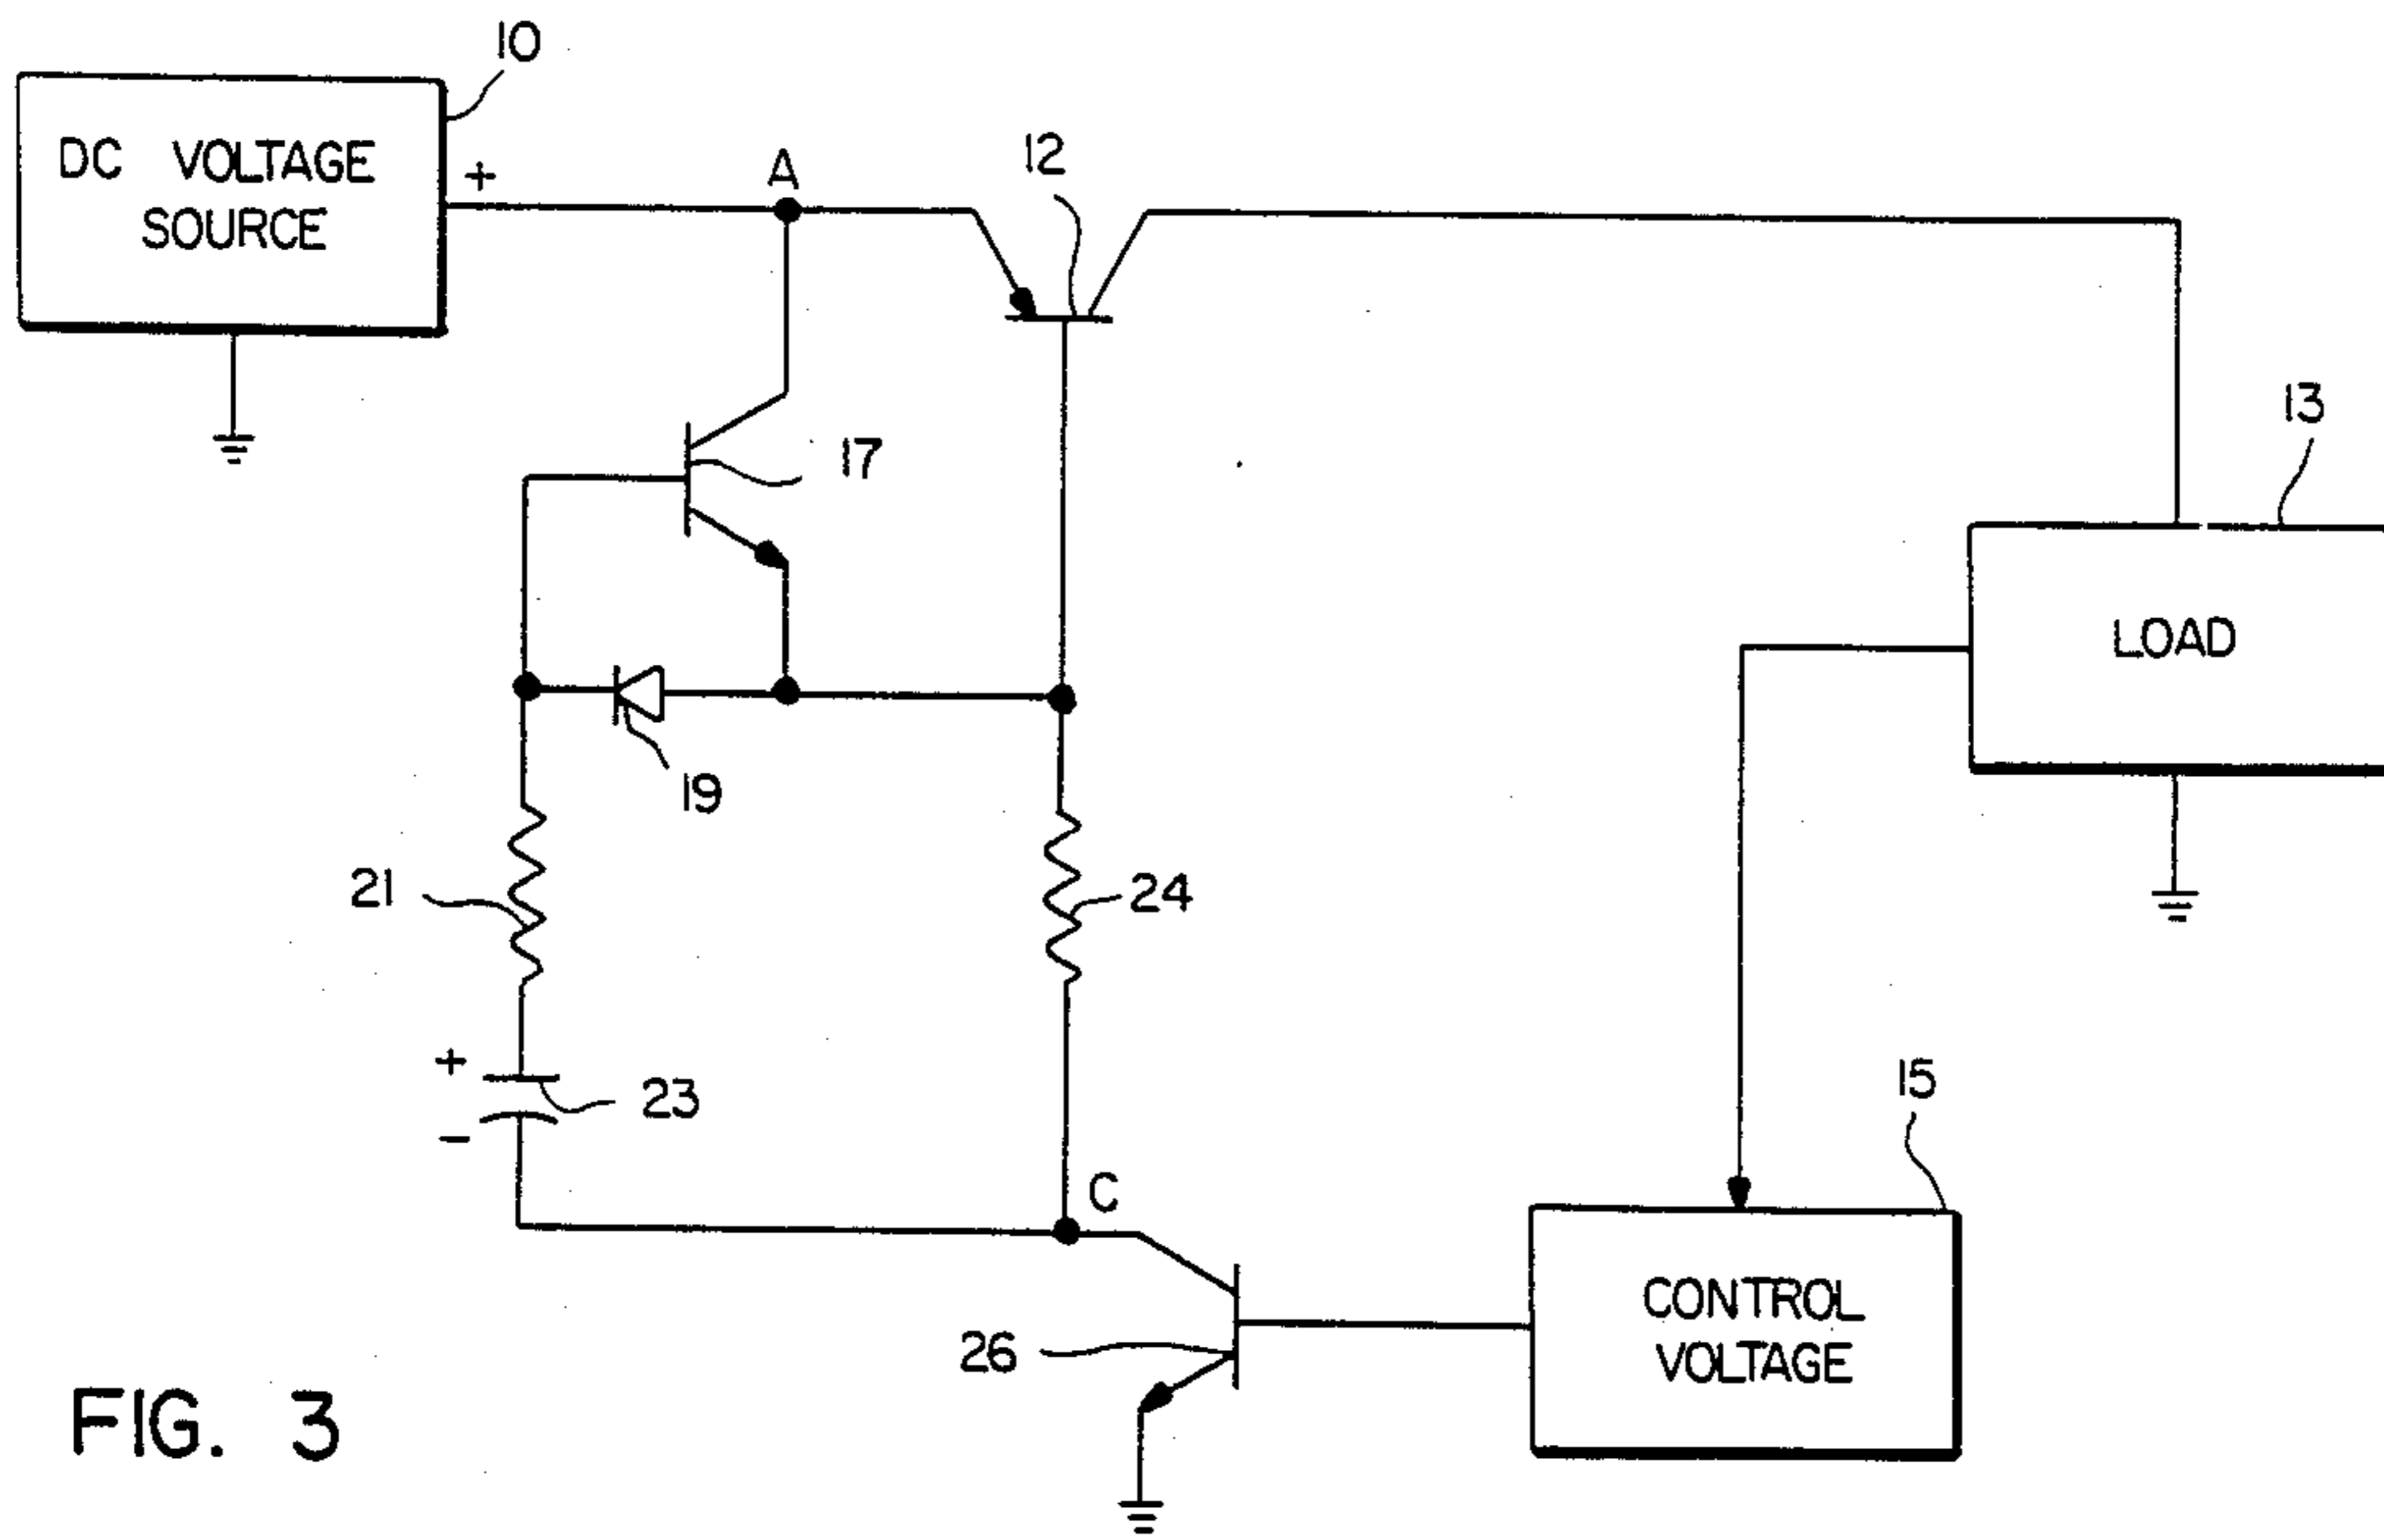 10
DC VOLTAGE
SOURCE
+
A
12
17
13
LOAD
19
21
24
+
23
-
C
15
CONTROL
VOLTAGE
26
FIG. 3